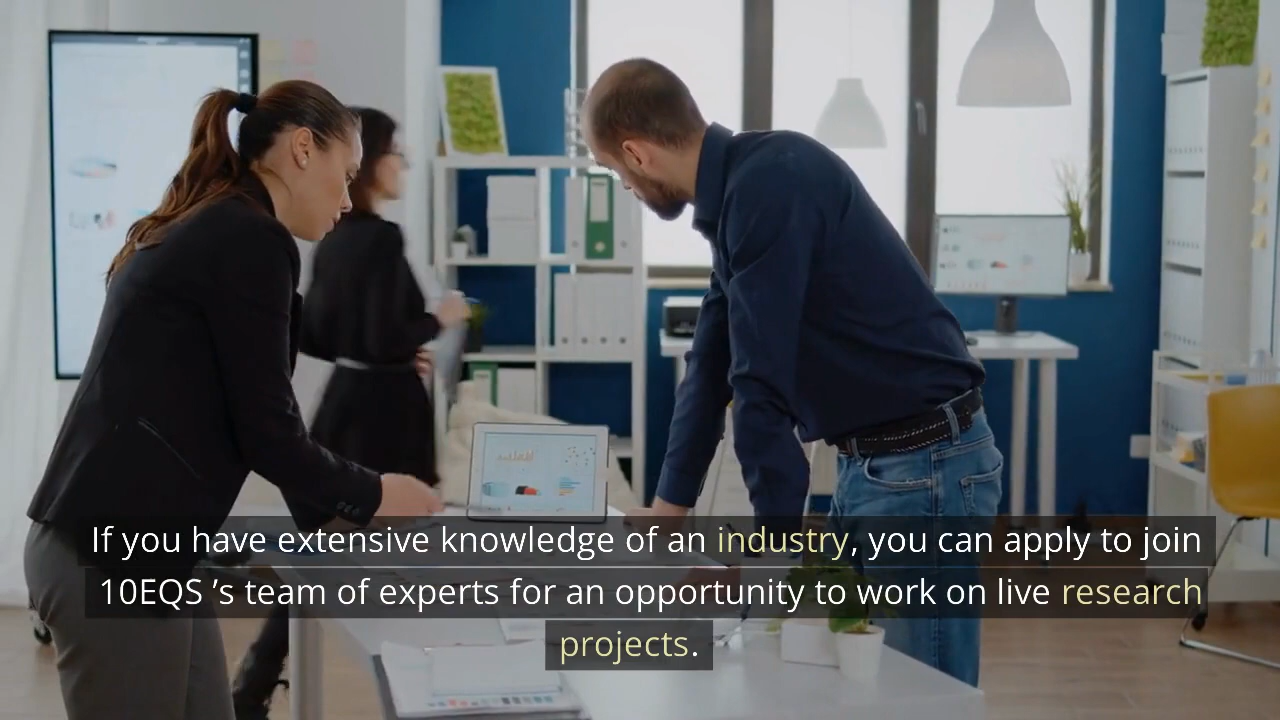 If you have extensive knowledge of an industry, you can apply to join
10EQS ’s team of experts for an opportunity to work on live research
projects.